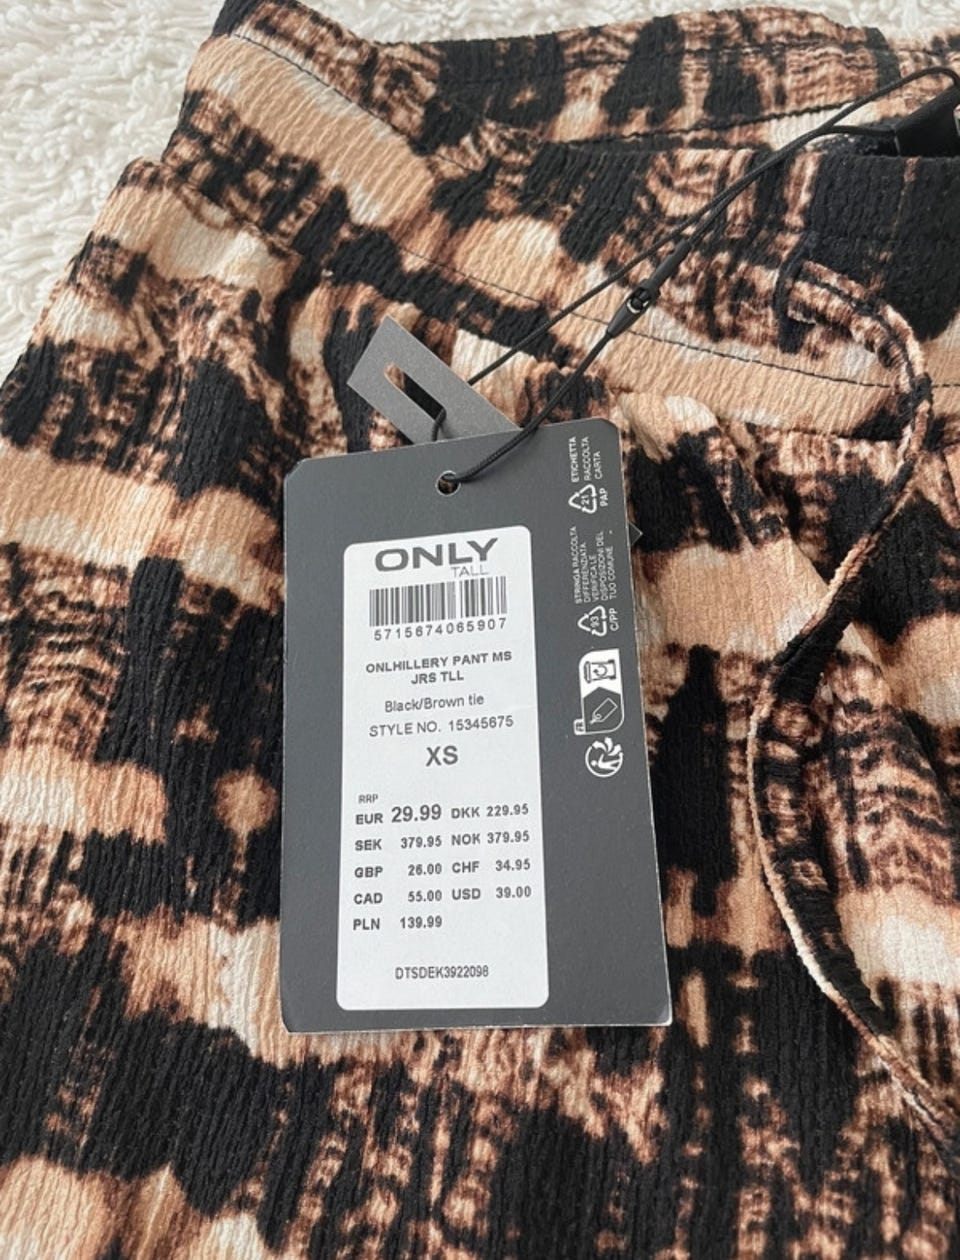 ONLY
TALL
5715674065907
ONLHILLERY PANT MS
JRS TLL
Black/Brown tie
STYLE NO. 15345675
XS
RRP
EUR 29.99 DKK 229.95
SEK 379.95 NOK 379.95
GBP 26.00 CHF 34.95
CAD 55.00 USD 39.00
PLN 139.99
DTSDEK3922098
ETICHETTA
RACCOLTA
CARTA
21
PAP
STRINGA RACCOLTA
DIFFERENZIATA.
VERIFICA LE
DISPOSIZIONI DEL
TUO COMUNE.
93
C/PP
FR